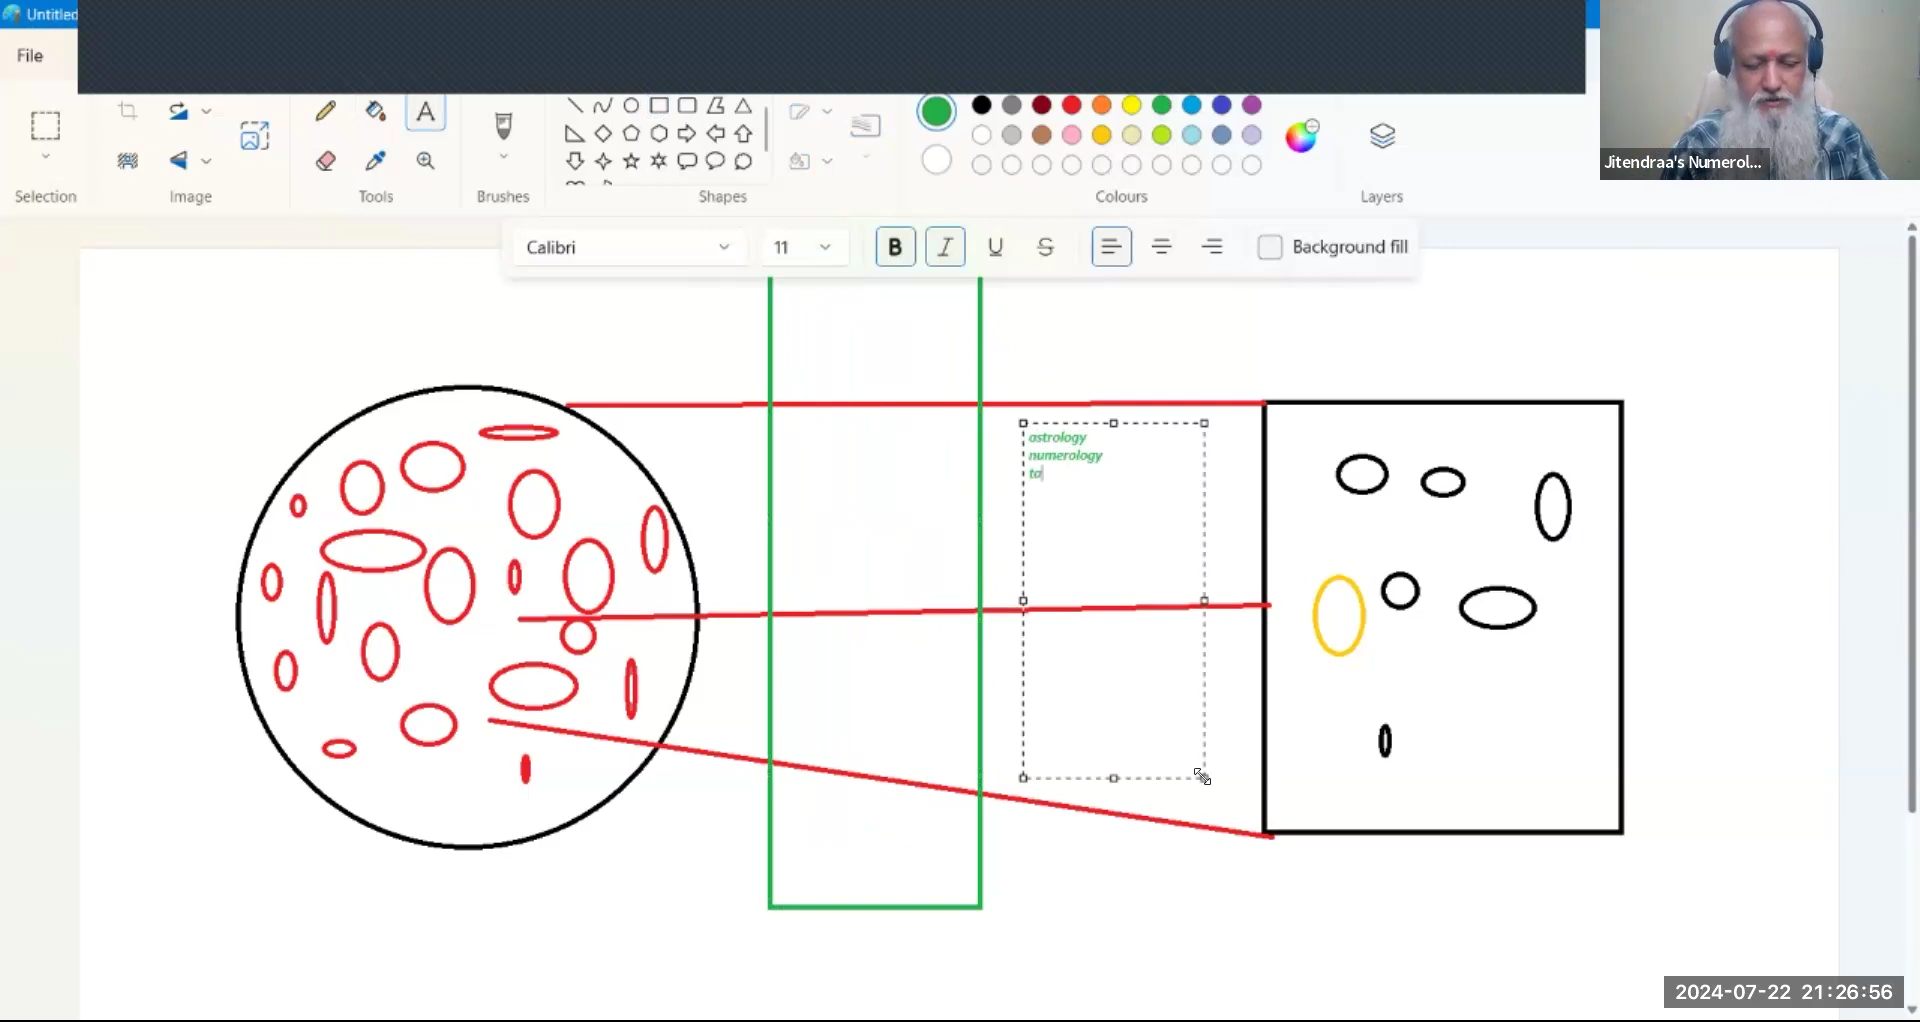 Untitled
File
Selection
Image
Tools
Brushes
Shapes
Colours
Layers
Jitendraa's Numerol...
Calibri
11
B
I
U
S
Background fill
astrology
numerology
ta
2024-07-22 21:26:56